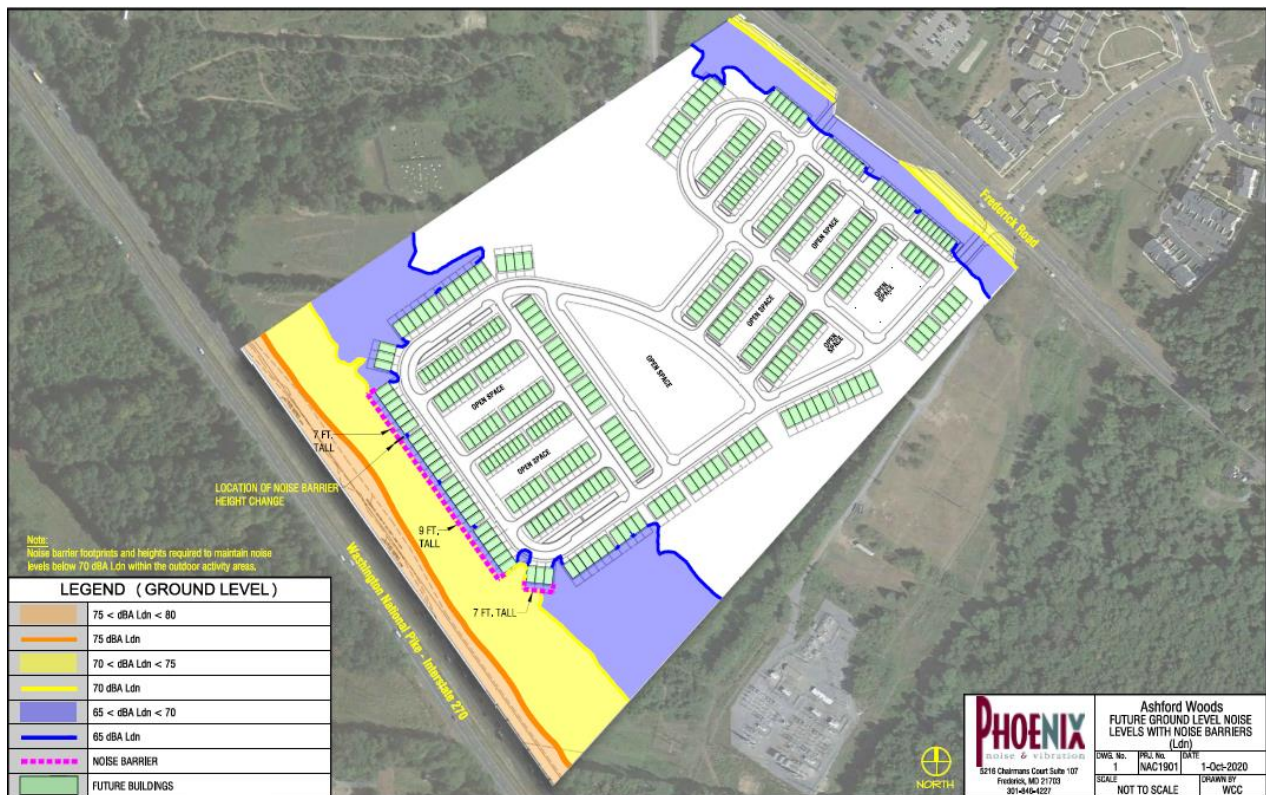 Frederick Road
OPEN SPACE
OPEN SPACE
OPEN SPACE
OPEN SPACE
OPEN SPACE
OPEN SPACE
OPEN SPACE
7 FT.
TALL
LOCATION OF NOISE BARRIER
HEIGHT CHANGE
9 FT.
TALL
7 FT. TALL
Washington National Pike - Interstate 270
Note:
Noise barrier footprints and heights required to maintain noise
levels below 70 dBA Ldn within the outdoor activity areas.
LEGEND (GROUND LEVEL)
75 < dBA Ldn < 80
75 dBA Ldn
70 < dBA Ldn < 75
70 dBA Ldn
65 < dBA Ldn < 70
65 dBA Ldn
NOISE BARRIER
FUTURE BUILDINGS
NORTH
PHOENIX
noise & vibration
5216 Chairmans Court Suite 107
Frederick, MD 21703
301-846-4227
Ashford Woods
FUTURE GROUND LEVEL NOISE
LEVELS WITH NOISE BARRIERS
(Ldn)
DWG. No. PRJ. No. DATE
1 NAC1901 1-Oct-2020
SCALE DRAWN BY
NOT TO SCALE WCC